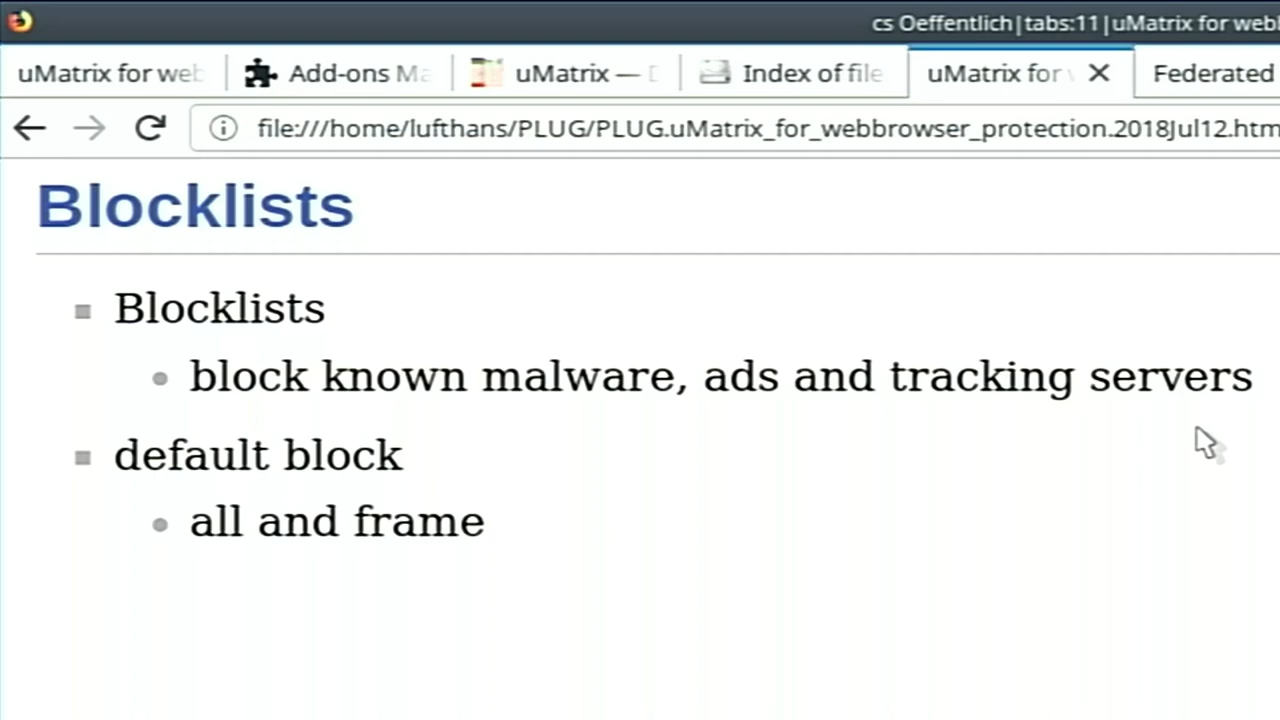 cs Oeffentlich|tabs:11|uMatrix for web
uMatrix for web
Add-ons Ma
uMatrix —
Index of file
uMatrix for
Federated
file:///home/lufthans/PLUG/PLUG.uMatrix_for_webbrowser_protection.2018Jul12.htm
Blocklists
Blocklists
block known malware, ads and tracking servers
default block
all and frame